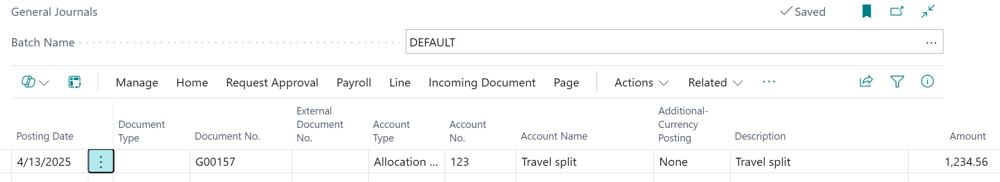 General Journals
Saved
Batch Name
DEFAULT
...
Manage Home Request Approval Payroll Line Incoming Document Page Actions Related ...
Posting Date
Document
Type
Document No.
External
Document
No.
Account
Type
Account
No.
Account Name
Additional-
Currency
Posting
Description
Amount
4/13/2025 G00157 Allocation ... 123 Travel split None Travel split 1,234.56